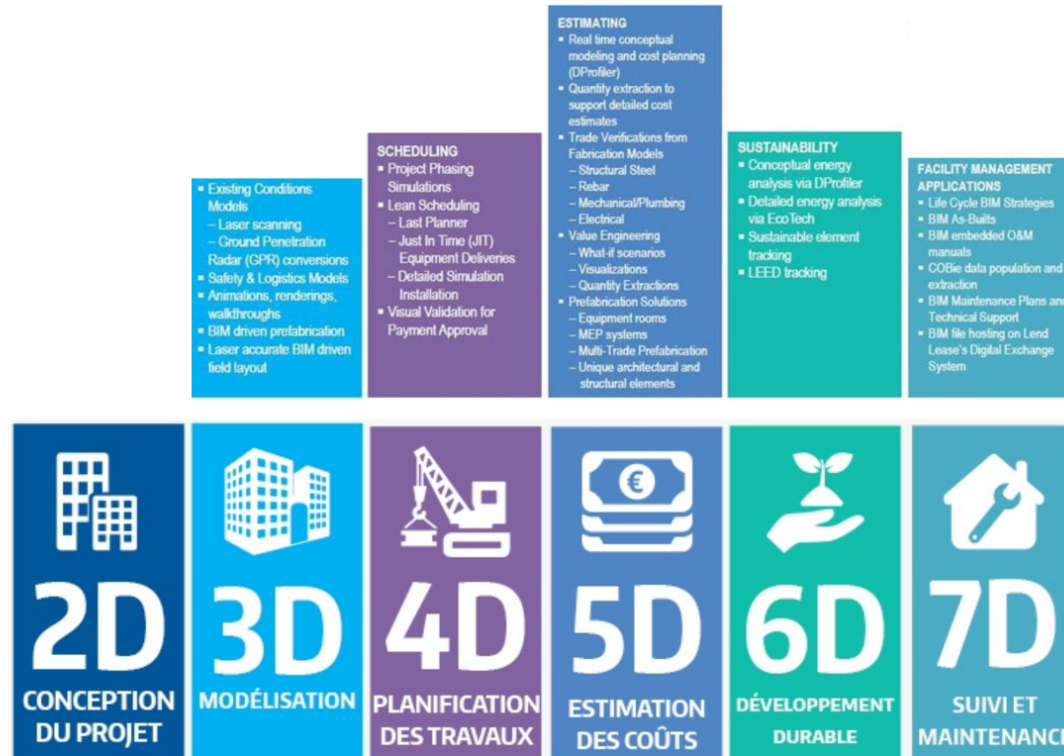 ▪ Existing Conditions
Models
– Laser scanning
– Ground Penetration
Radar (GPR) conversions
▪ Safety & Logistics Models
▪ Animations, renderings,
walkthroughs
▪ BIM driven prefabrication
▪ Laser accurate BIM driven
field layout
SCHEDULING
▪ Project Phasing
Simulations
▪ Lean Scheduling
– Last Planner
– Just In Time (JIT)
Equipment Deliveries
– Detailed Simulation
Installation
▪ Visual Validation for
Payment Approval
ESTIMATING
▪ Real time conceptual
modeling and cost planning
(DProfiler)
▪ Quantity extraction to
support detailed cost
estimates
▪ Trade Verifications from
Fabrication Models
– Structural Steel
– Rebar
– Mechanical/Plumbing
– Electrical
▪ Value Engineering
– What-if scenarios
– Visualizations
– Quantity Extractions
▪ Prefabrication Solutions
– Equipment rooms
– MEP systems
– Multi-Trade Prefabrication
– Unique architectural and
structural elements
SUSTAINABILITY
▪ Conceptual energy
analysis via DProfiler
▪ Detailed energy analysis
via EcoTech
▪ Sustainable element
tracking
▪ LEED tracking
FACILITY MANAGEMENT
APPLICATIONS
▪ Life Cycle BIM Strategies
▪ BIM As-Builts
▪ BIM embedded O&M
manuals
▪ COBie data population and
extraction
▪ BIM Maintenance Plans and
Technical Support
▪ BIM file hosting on Lend
Lease's Digital Exchange
System
2D
CONCEPTION
DU PROJET
3D
MODÉLISATION
4D
PLANIFICATION
DES TRAVAUX
€
5D
ESTIMATION
DES COÛTS
6D
DÉVELOPPEMENT
DURABLE
7D
SUIVI ET
MAINTENANC